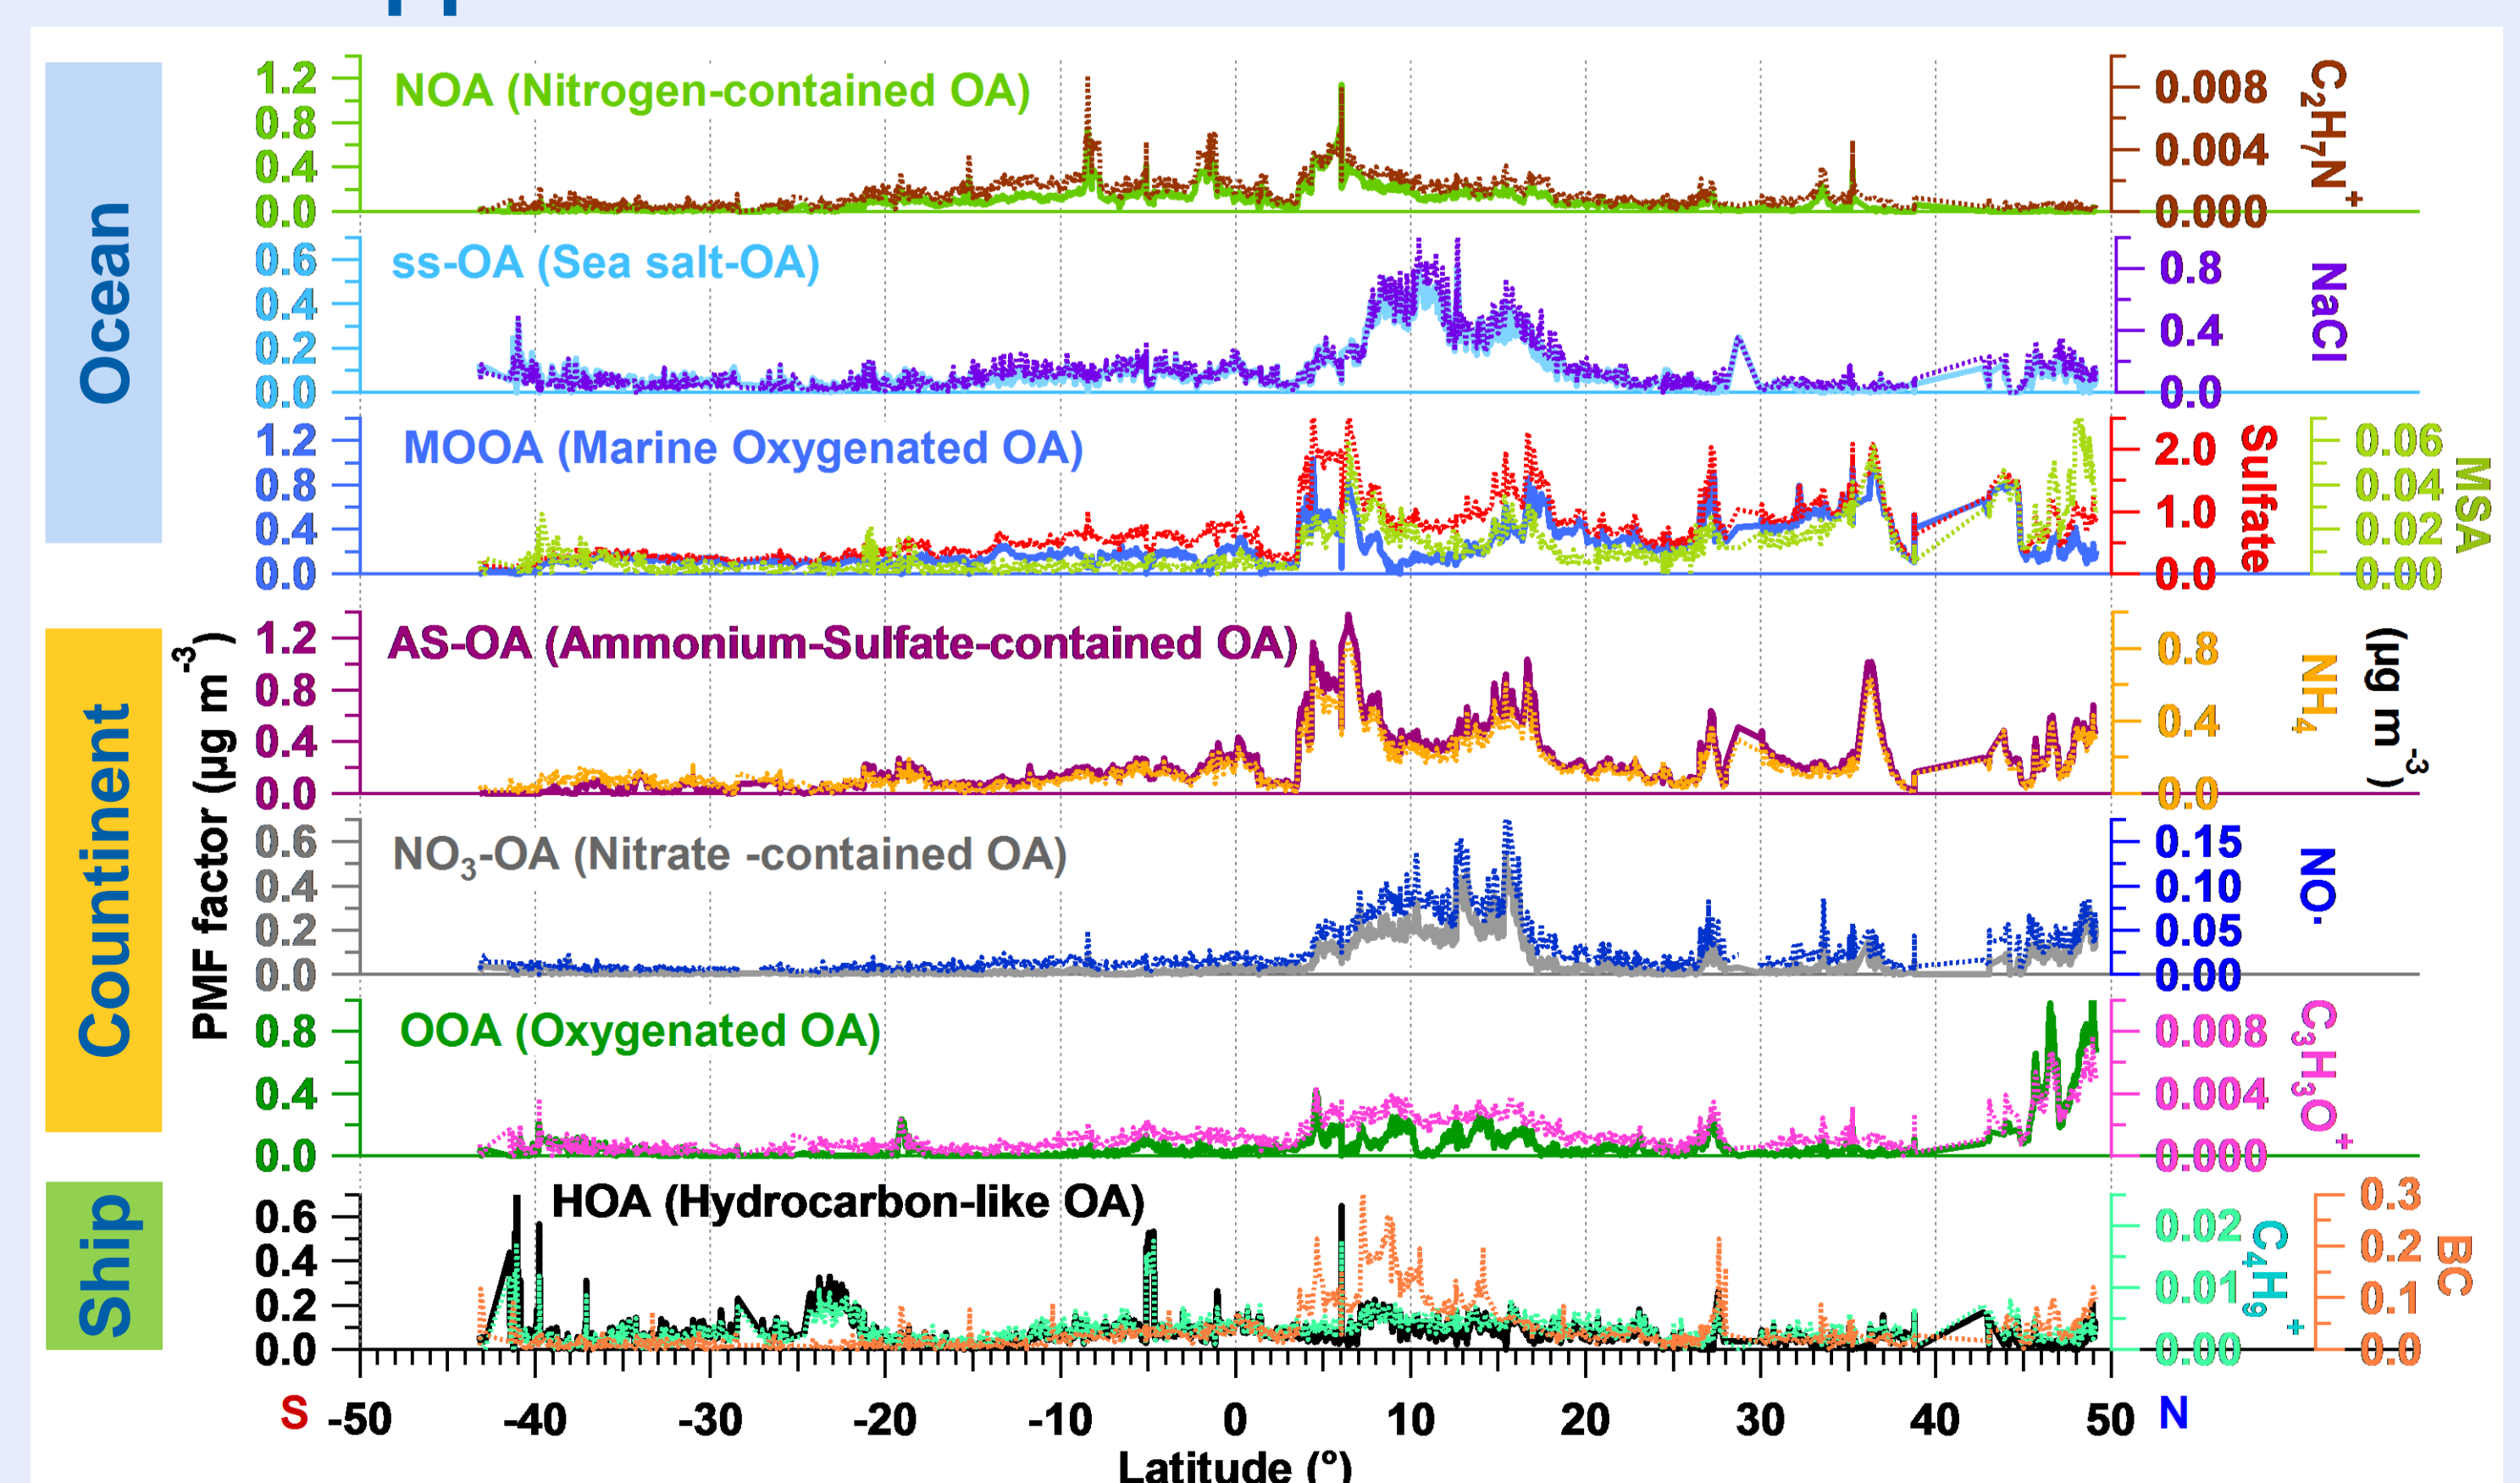 Ocean
Countinent
Ship
PMF factor (µg m⁻³)
NOA (Nitrogen-contained OA)
1.2
0.8
0.4
0.0
0.008
0.004
0.000
C₂H₇N⁺
ss-OA (Sea salt-OA)
0.6
0.4
0.2
0.0
0.8
0.4
0.0
NaCl
MOOA (Marine Oxygenated OA)
1.2
0.8
0.4
0.0
2.0
1.0
0.0
Sulfate
0.06
0.04
0.02
0.00
MSA
AS-OA (Ammonium-Sulfate-contained OA)
1.2
0.8
0.4
0.0
0.8
0.4
0.0
NH₄
(µg m⁻³)
NO₃-OA (Nitrate -contained OA)
0.6
0.4
0.2
0.0
0.15
0.10
0.05
0.00
NO·
OOA (Oxygenated OA)
0.8
0.4
0.0
0.008
0.004
0.000
C₃H₃O⁺
HOA (Hydrocarbon-like OA)
0.6
0.4
0.2
0.0
0.02
0.01
0.00
C₄H₉⁺
0.3
0.2
0.1
0.0
BC
S -50 -40 -30 -20 -10 0 10 20 30 40 50 N
Latitude (°)